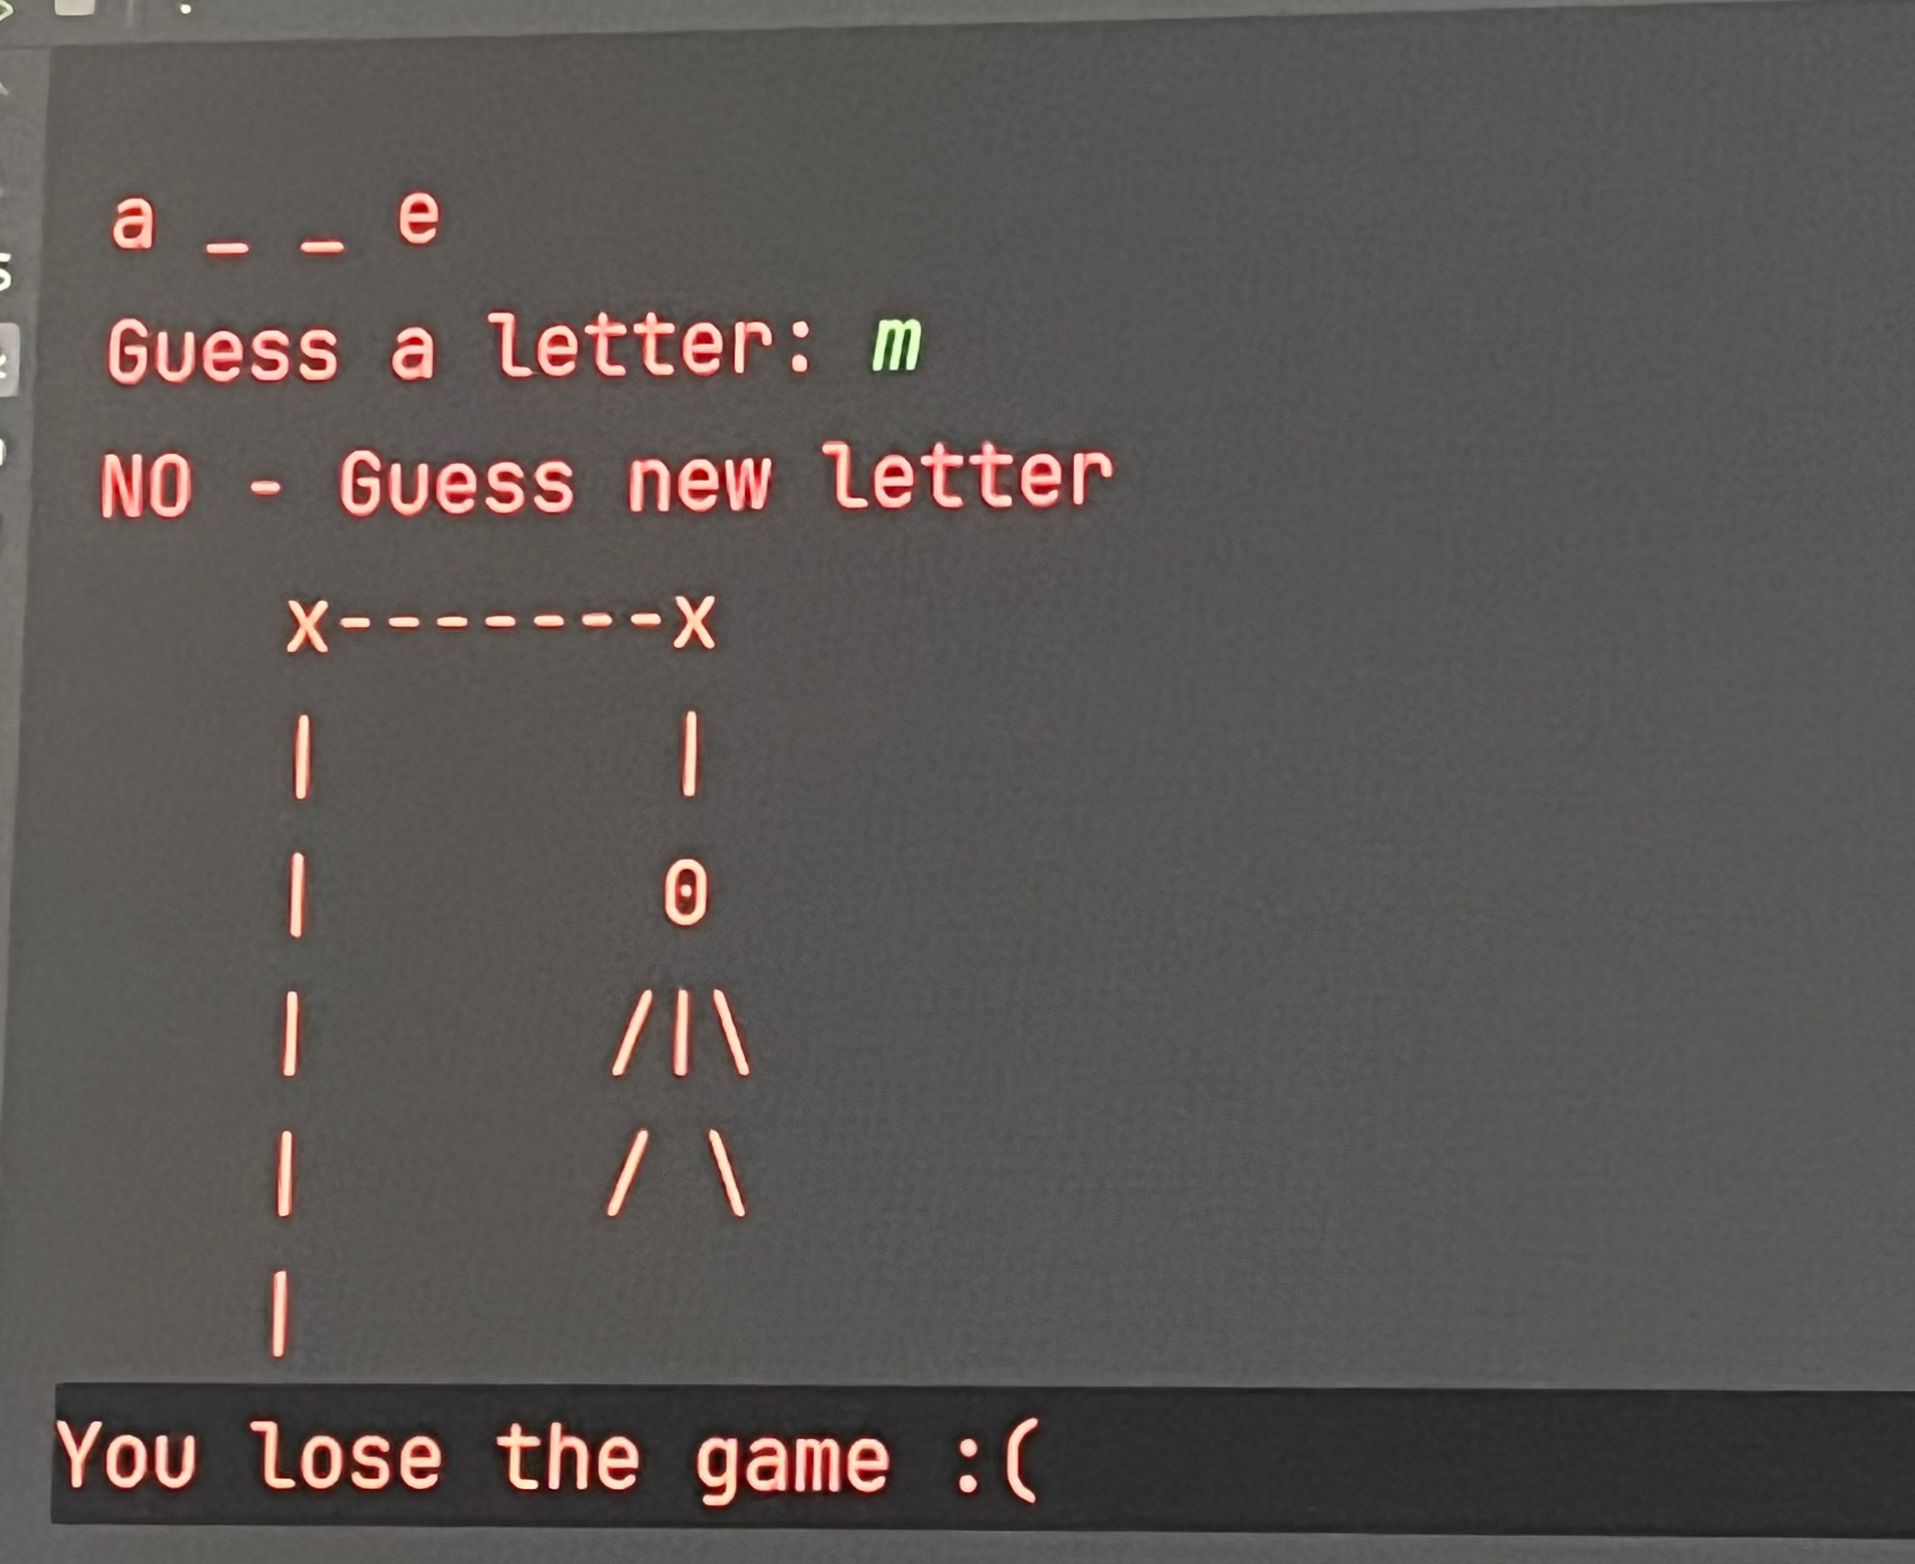 a _ _ e
Guess a letter: m
NO - Guess new letter
x-------x
|       |
|       0
|      /|\
|      / \
|
You lose the game :(